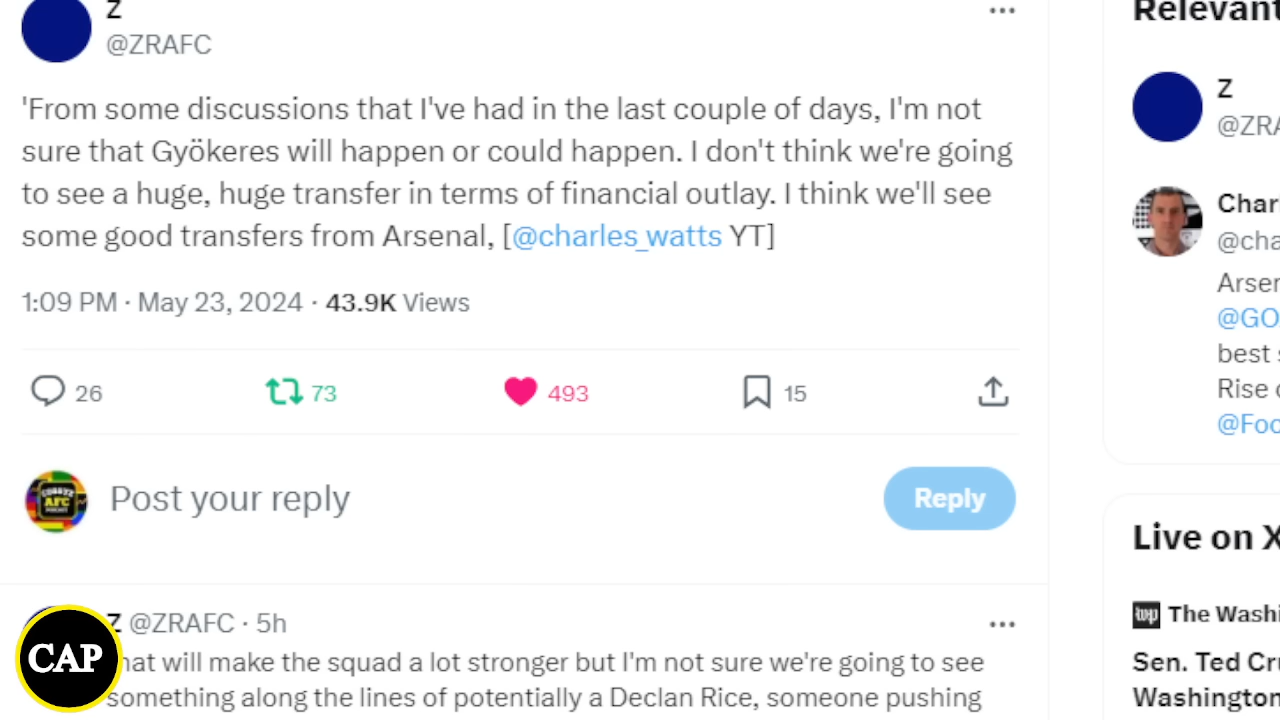 Z
@ZRAFC
'From some discussions that I've had in the last couple of days, I'm not
sure that Gyökeres will happen or could happen. I don't think we're going
to see a huge, huge transfer in terms of financial outlay. I think we'll see
some good transfers from Arsenal, [@charles_watts YT]
1:09 PM · May 23, 2024 · 43.9K Views
26
73
493
15
AFC
Post your reply
Reply
Z @ZRAFC · 5h
hat will make the squad a lot stronger but I'm not sure we're going to see
something along the lines of potentially a Declan Rice, someone pushing
CAP
Relevant
Z
@ZRA
Charl
@cha
Arsen
@GO
best s
Rise o
@Foo
Live on X
wp The Washi
Sen. Ted Cru
Washington